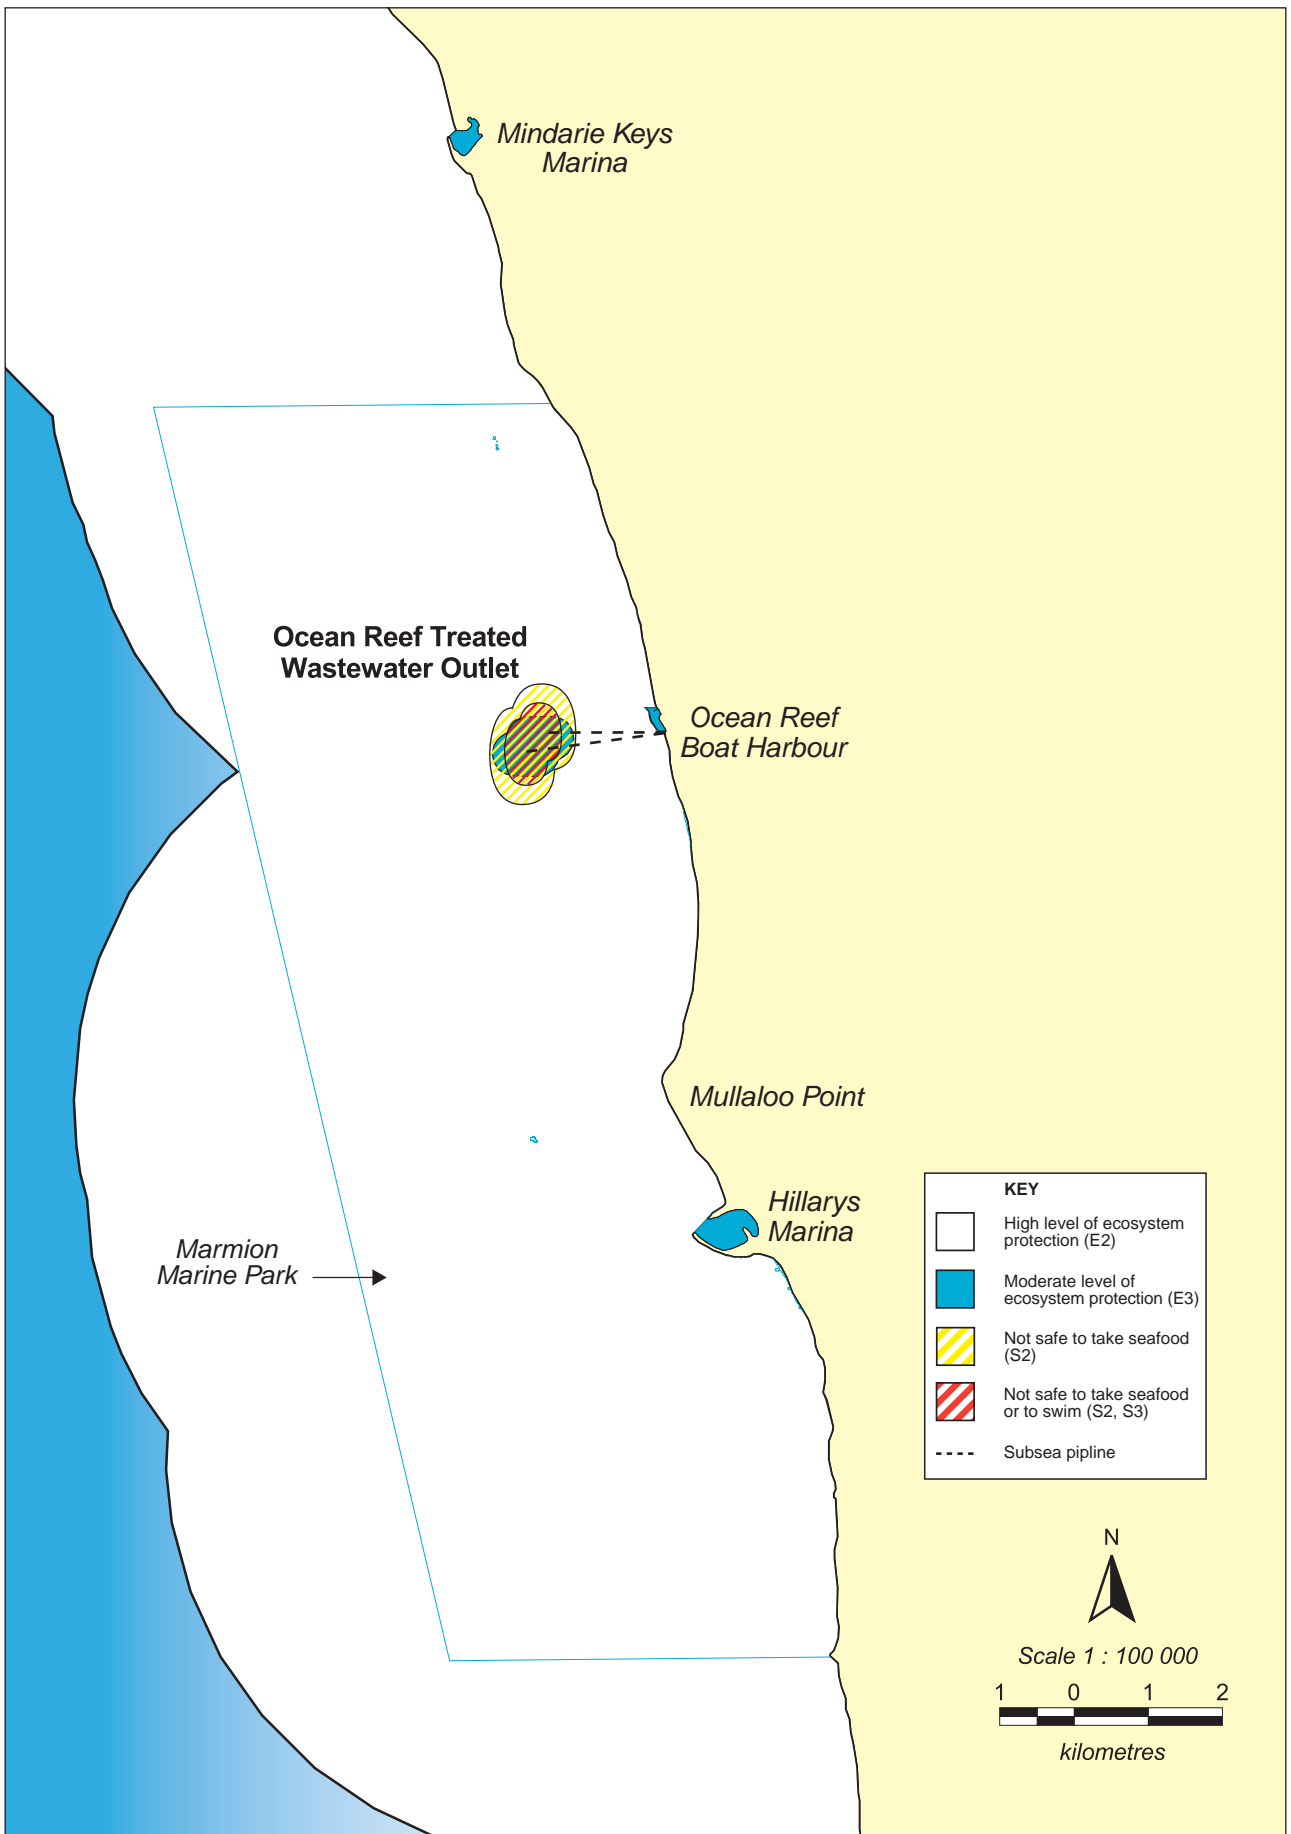 Mindarie Keys
Marina
Ocean Reef Treated
Wastewater Outlet
Ocean Reef
Boat Harbour
Mullaloo Point
Hillarys
Marina
Marmion
Marine Park
KEY
High level of ecosystem
protection (E2)
Moderate level of
ecosystem protection (E3)
Not safe to take seafood
(S2)
Not safe to take seafood
or to swim (S2, S3)
Subsea pipline
N
Scale 1 : 100 000
1 0 1 2
kilometres